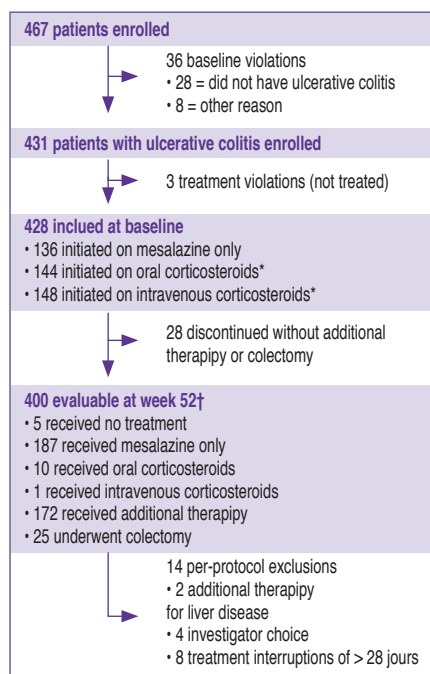 467 patients enrolled
36 baseline violations
• 28 = did not have ulcerative colitis
• 8 = other reason
431 patients with ulcerative colitis enrolled
3 treatment violations (not treated)
428 inclued at baseline
• 136 initiated on mesalazine only
• 144 initiated on oral corticosteroids*
• 148 initiated on intravenous corticosteroids*
28 discontinued without additional
therapipy or colectomy
400 evaluable at week 52†
• 5 received no treatment
• 187 received mesalazine only
• 10 received oral corticosteroids
• 1 received intravenous corticosteroids
• 172 received additional therapipy
• 25 underwent colectomy
14 per-protocol exclusions
• 2 additional therapipy
for liver disease
• 4 investigator choice
• 8 treatment interruptions of > 28 jours